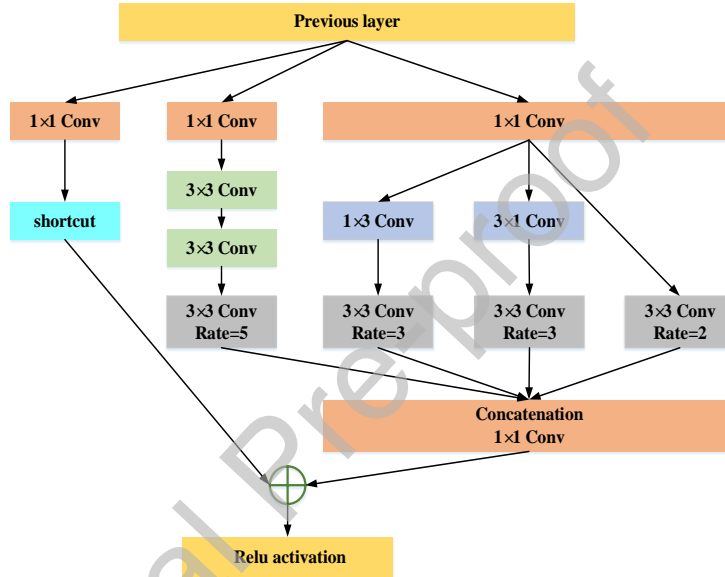 Previous layer
1×1 Conv
1×1 Conv
1×1 Conv
3×3 Conv
shortcut
1×3 Conv
3×1 Conv
3×3 Conv
3×3 Conv
Rate=5
3×3 Conv
Rate=3
3×3 Conv
Rate=3
3×3 Conv
Rate=2
Concatenation
1×1 Conv
Relu activation
al Pre-proof